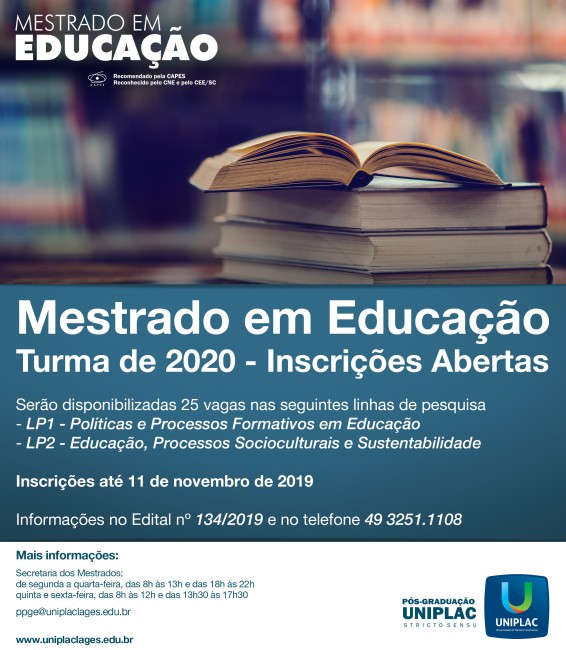 MESTRADO EM
EDUCAÇÃO
CAPES
Recomendado pela CAPES
Reconhecido pelo CNE e pelo CEE/SC
Mestrado em Educação
Turma de 2020 - Inscrições Abertas
Serão disponibilizadas 25 vagas nas seguintes linhas de pesquisa
- LP1 - Políticas e Processos Formativos em Educação
- LP2 - Educação, Processos Socioculturais e Sustentabilidade
Inscrições até 11 de novembro de 2019
Informações no Edital nº 134/2019 e no telefone 49 3251.1108
Mais informações:
Secretaria dos Mestrados:
de segunda a quarta-feira, das 8h às 13h e das 18h às 22h
quinta e sexta-feira, das 8h às 12h e das 13h30 às 17h30
ppge@uniplaclages.edu.br
www.uniplaclages.edu.br
PÓS-GRADUAÇÃO
UNIPLAC
STRICTO SENSU
UNIPLAC